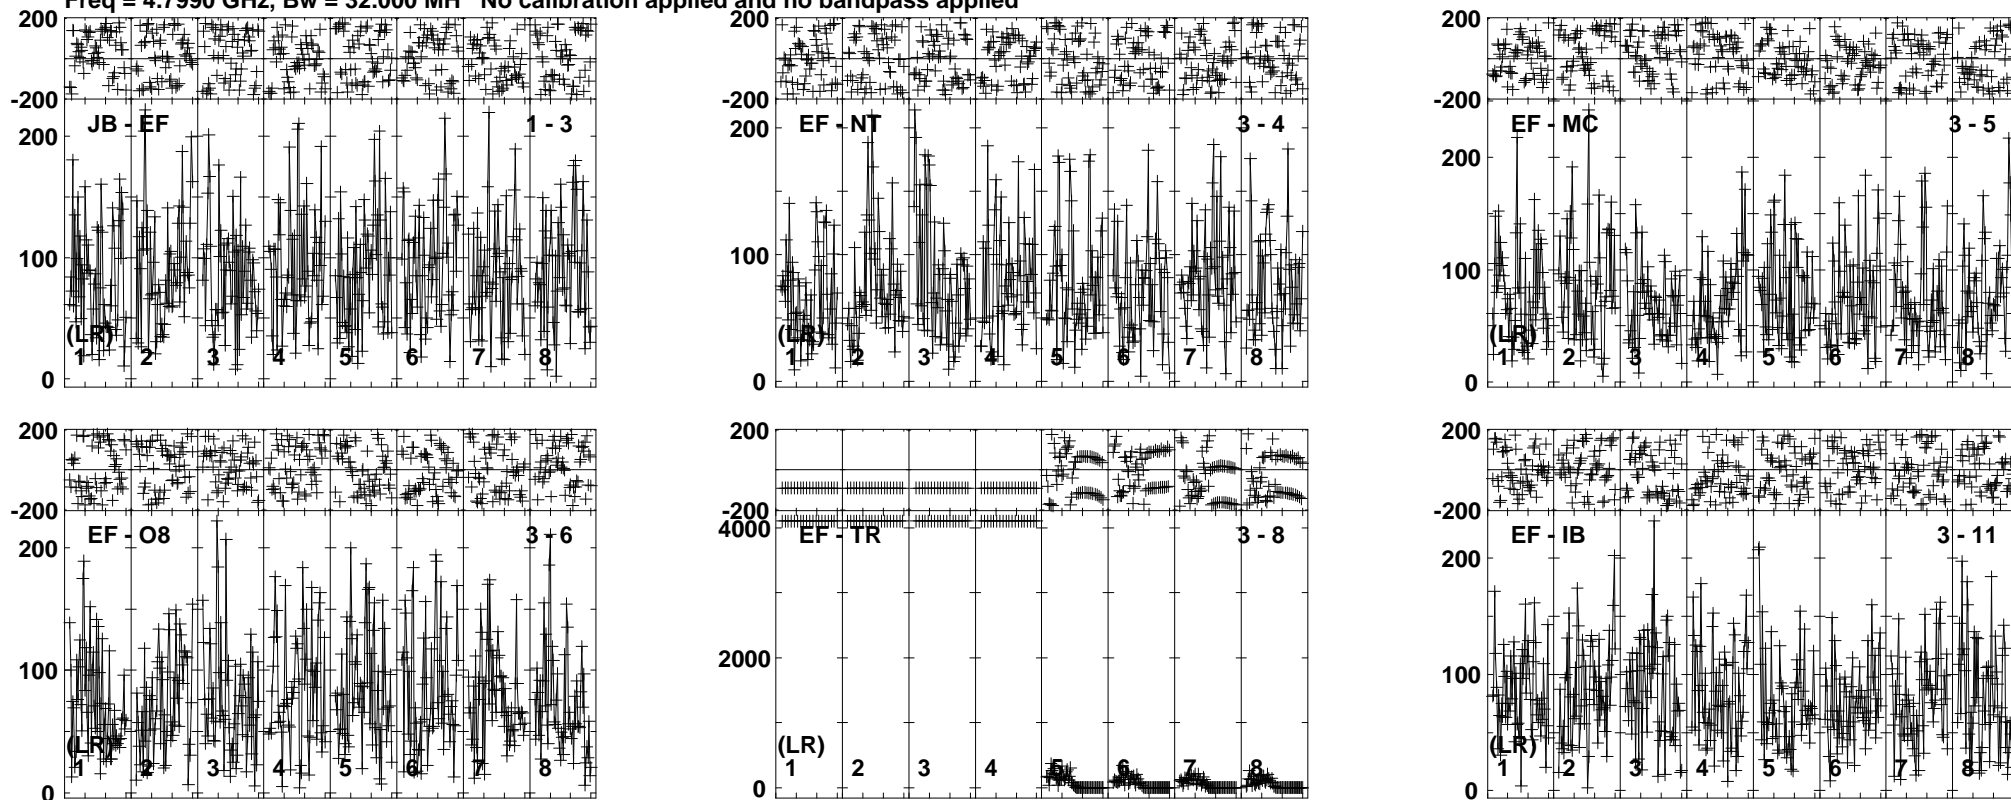 Freq = 4.7990 GHz, Bw = 32.000 MH No calibration applied and no bandpass applied
200
-200
JB - EF 1 - 3
200
100
(LR)
0
1 2 3 4 5 6 7 8
200
-200
EF - NT 3 - 4
200
100
(LR)
0
1 2 3 4 5 6 7 8
200
-200
EF - MC 3 - 5
200
100
(LR)
0
1 2 3 4 5 6 7 8
200
-200
EF - O8 3 - 6
200
100
(LR)
0
1 2 3 4 5 6 7 8
200
-200
4000
EF - TR 3 - 8
2000
(LR)
0
1 2 3 4 5 6 7 8
200
-200
EF - IB 3 - 11
200
100
(LR)
0
1 2 3 4 5 6 7 8